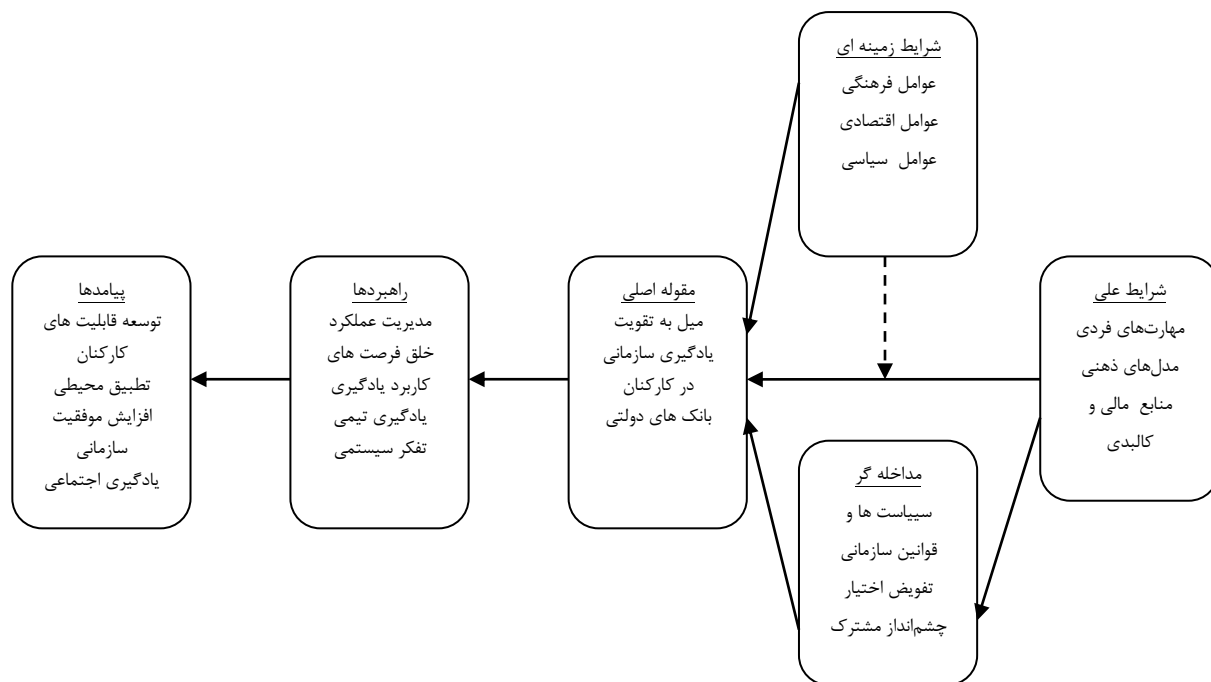 شرایط زمینه ای
عوامل فرهنگی
عوامل اقتصادی
عوامل سیاسی
شرایط علی
مهارت‌های فردی
مدل‌های ذهنی
منابع مالی و
کالبدی
مداخله گر
سییاست ها و
قوانین سازمانی
تفویض اختیار
چشم‌انداز مشترک
مقوله اصلی
میل به تقویت
یادگیری سازمانی
در کارکنان
بانک های دولتی
راهبردها
مدیریت عملکرد
خلق فرصت های
کاربرد یادگیری
یادگیری تیمی
تفکر سیستمی
پیامدها
توسعه قابلیت های
کارکنان
تطبیق محیطی
افزایش موفقیت
سازمانی
یادگیری اجتماعی